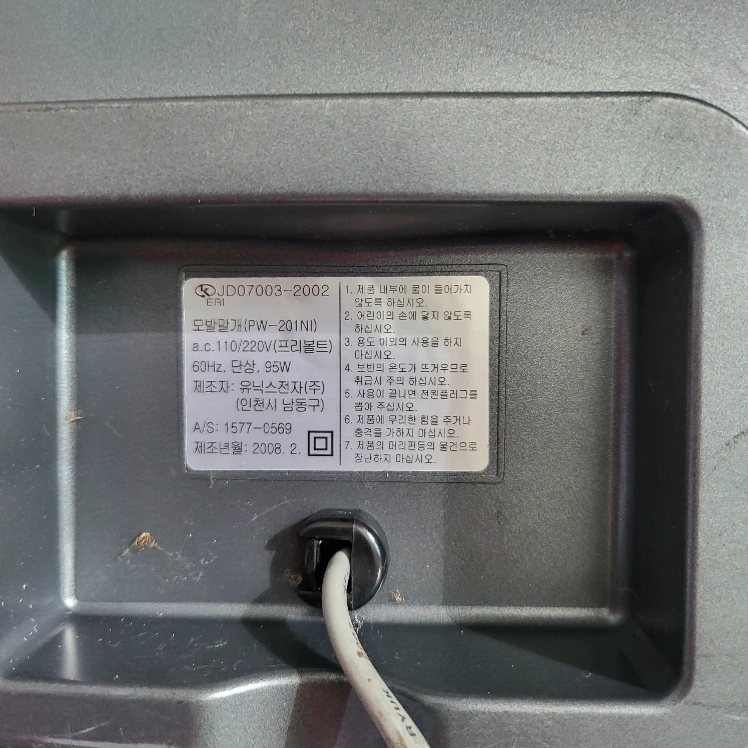 JD07003-2002
ERI
모발말개(PW-201NI)
a.c.110/220V(프리볼트)
60Hz, 단상, 95W
제조자: 유닉스전자(주)
(인천시 남동구)
A/S: 1577-0569
제조년월: 2008. 2.
1. 제품 내부에 물이 들어가지
않도록 하십시오.
2. 어린이의 손에 닿지 않도록
하십시오.
3. 용도 이외의 사용을 하지
마십시오.
4. 보빈의 온도가 뜨거우므로
취급시 주의 하십시오.
5. 사용이 끝나면 전원플러그를
뽑아 주십시오.
6. 제품에 무리한 힘을 주거나
충격을 가하지 마십시오.
7. 제품의 머리핀등의 물건으로
장난하지 마십시오.
RYUK